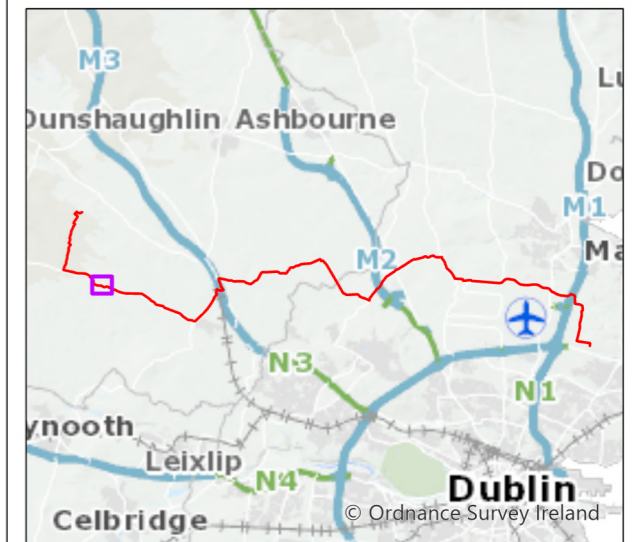 M3
Lu
Dunshaughlin Ashbourne
Do
M1
M2
Ma
N3
N1
ynooth
Leixlip
N4
Dublin
© Ordnance Survey Ireland
Celbridge